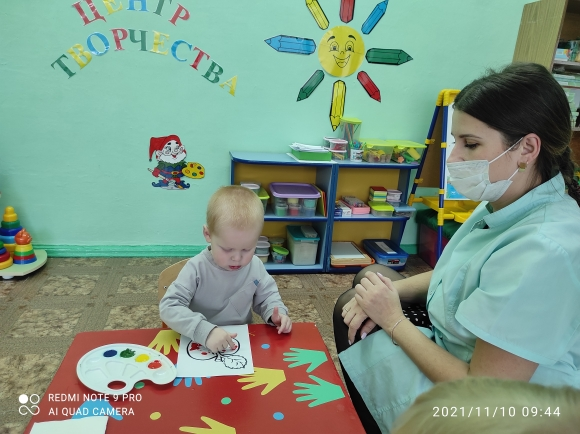 ЦЕНТР
ТВОРЧЕСТВА
REDMI NOTE 9 PRO
AI QUAD CAMERA
2021/11/10 09:44